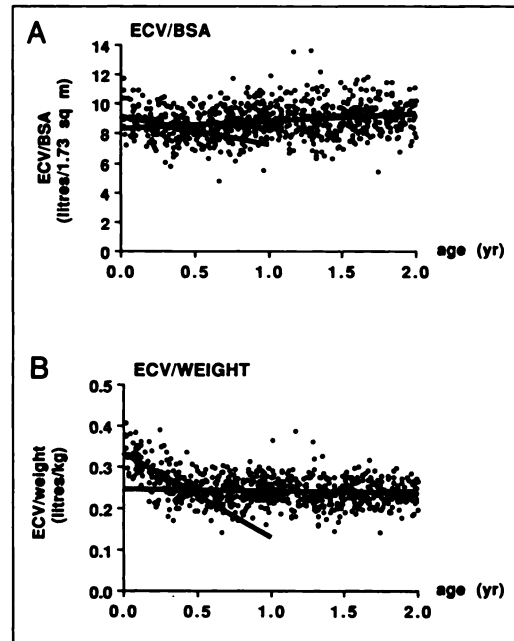 A
ECV/BSA
14
12
10
8
6
4
2
0
ECV/BSA
(litres/1.73 sq m)
0.0 0.5 1.0 1.5 2.0
age (yr)
B
ECV/WEIGHT
0.5
0.4
0.3
0.2
0.1
0.0
ECV/weight
(litres/kg)
0.0 0.5 1.0 1.5 2.0
age (yr)